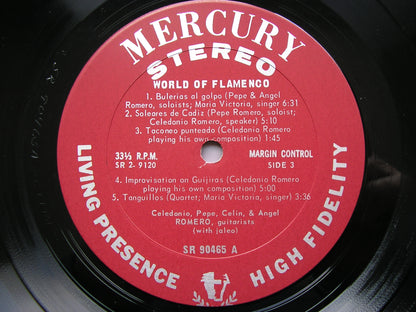 MERCURY
STEREO
WORLD OF FLAMENCO
1. Bulerias al golpo (Pepe & Angel
Romero, soloists; Maria Victoria, singer 6:31
2. Soleares de Cadiz (Pepe Romero, soloist;
Celedonio Romero, speaker) 5:10
3. Taconeo punteado (Celedonio Romero
playing his own composition) 1:45
33⅓ R.P.M.
SR 2-9120
MARGIN CONTROL
SIDE 3
4. Improvisation on Guijiras (Celedonio Romero
playing his own composition) 5:00
5. Tanguillos (Quartet; Maria Victoria, singer) 3:36
Celedonio, Pepe, Celin, & Angel
ROMERO, guitarists
(with jaleo)
SR 90465 A
LIVING PRESENCE
HIGH FIDELITY